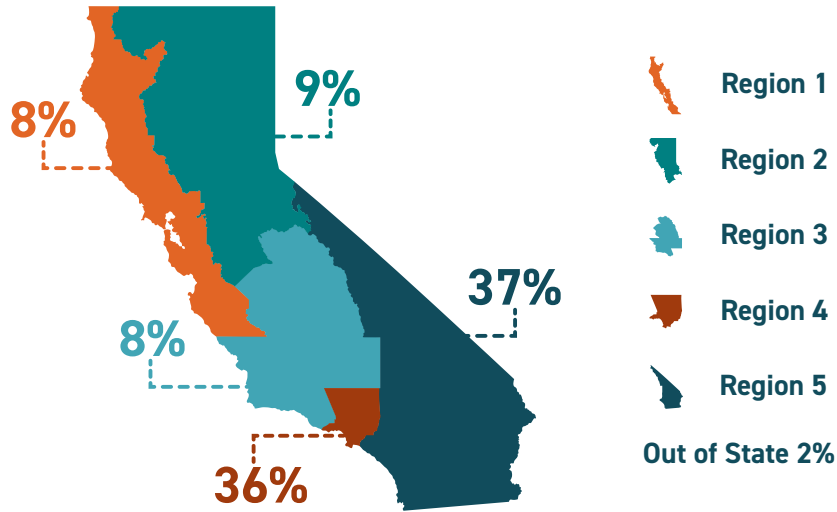 9%
8%
37%
8%
36%
Region 1
Region 2
Region 3
Region 4
Region 5
Out of State 2%